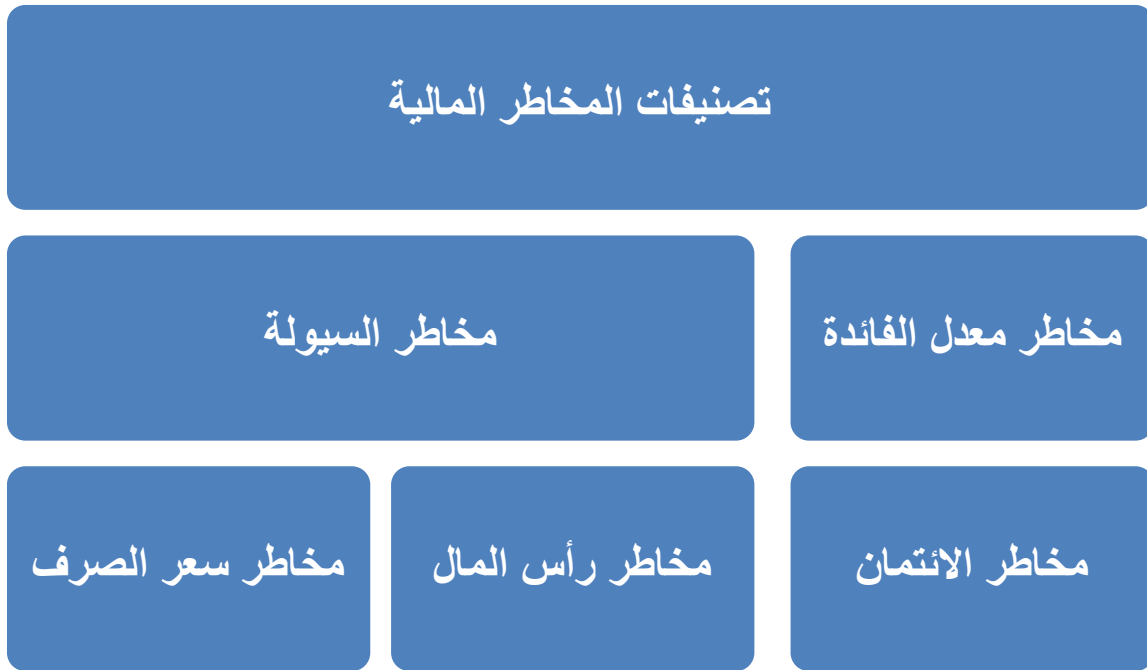 تصنيفات المخاطر المالية
مخاطر معدل الفائدة
مخاطر السيولة
مخاطر الائتمان
مخاطر رأس المال
مخاطر سعر الصرف